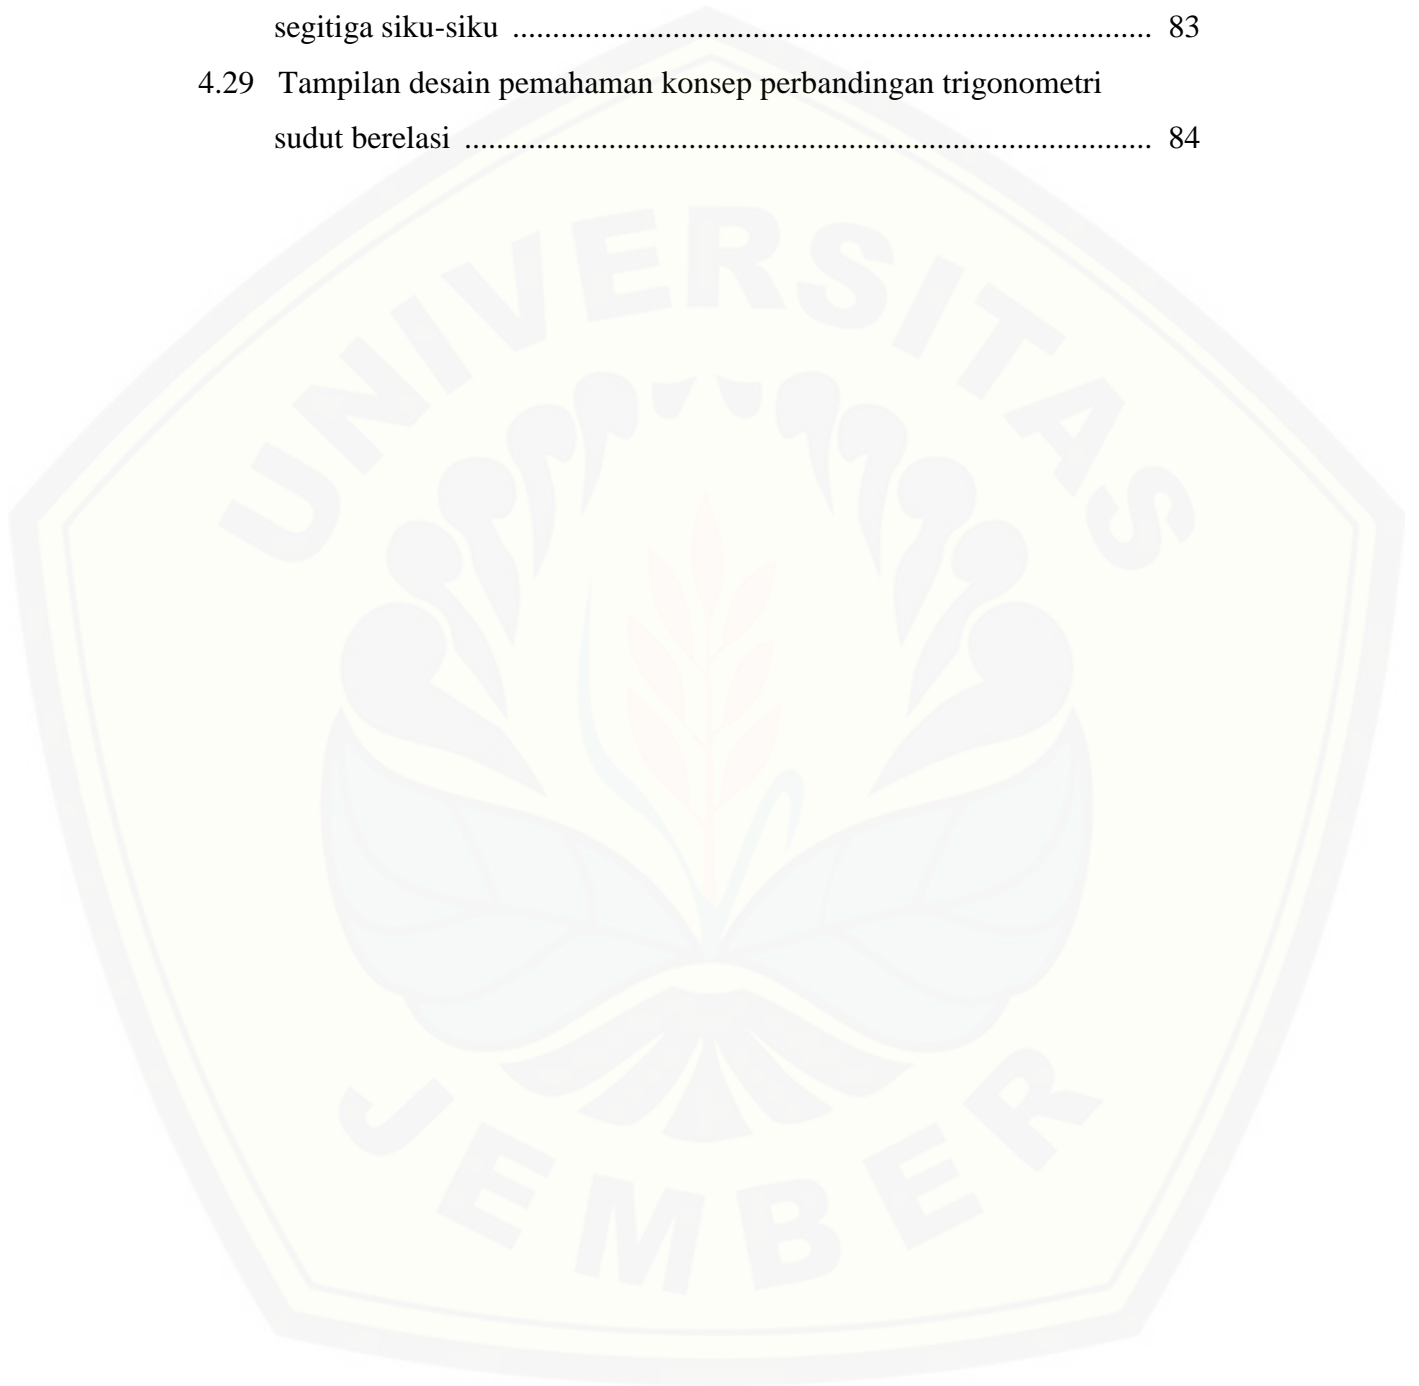 segitiga siku-siku ................................................................................ 83
4.29 Tampilan desain pemahaman konsep perbandingan trigonometri
sudut berelasi ...................................................................................... 84
UNIVERSITAS
JEMBER